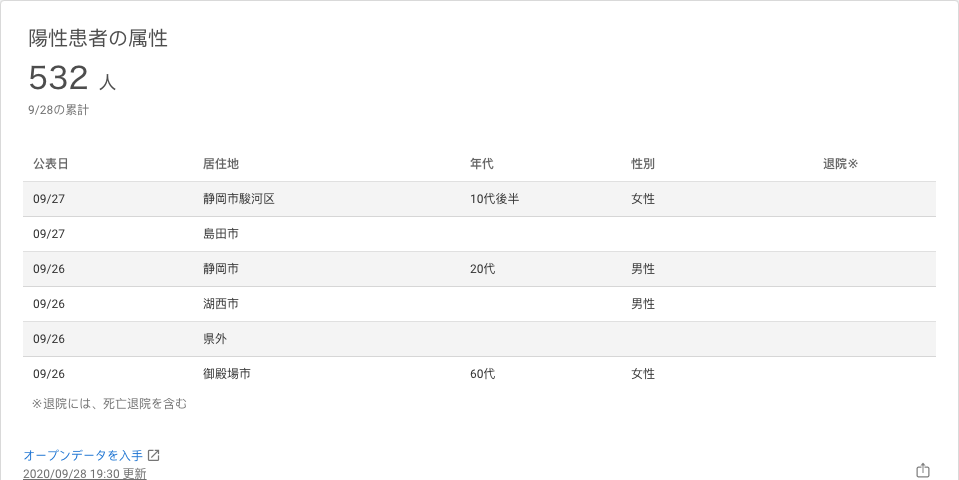 陽性患者の属性
532 人
9/28の累計
公表日 居住地 年代 性別 退院※
09/27 静岡市駿河区 10代後半 女性
09/27 島田市
09/26 静岡市 20代 男性
09/26 湖西市 男性
09/26 県外
09/26 御殿場市 60代 女性
※退院には、死亡退院を含む
オープンデータを入手
2020/09/28 19:30 更新